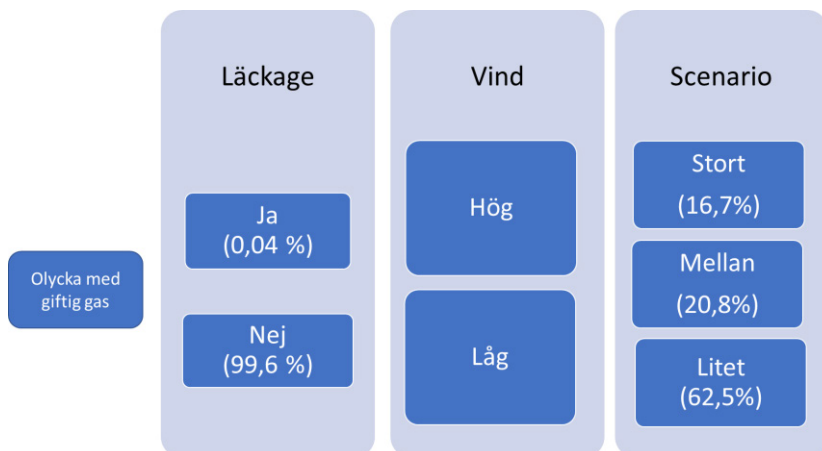 Läckage
Vind
Scenario
Olycka med
giftig gas
Ja
(0,04 %)
Nej
(99,6 %)
Hög
Låg
Stort
(16,7%)
Mellan
(20,8%)
Litet
(62,5%)